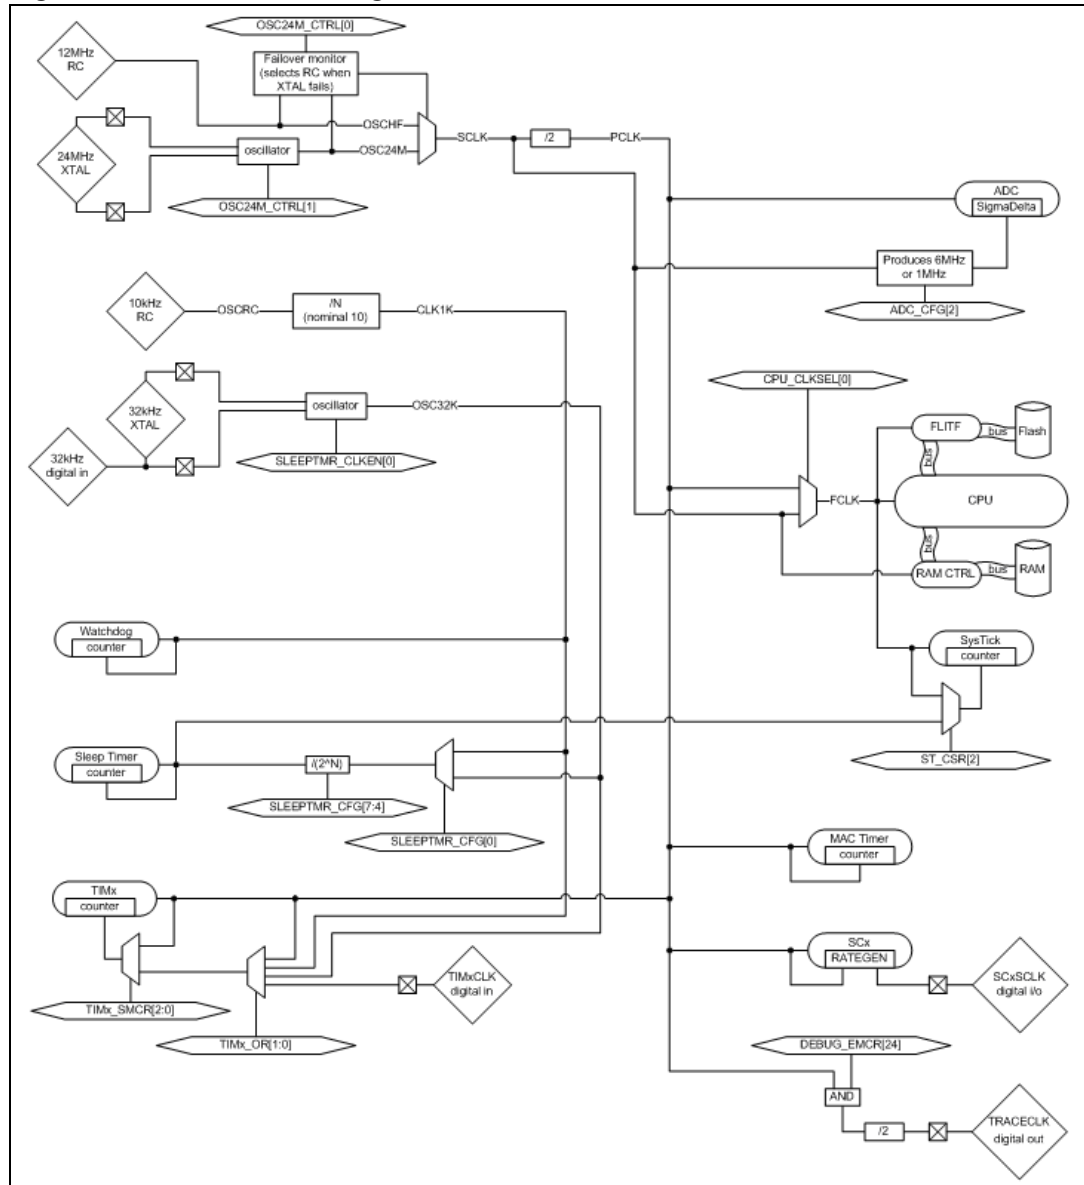 OSC24M_CTRL[0]
12MHz
RC
Failover monitor
(selects RC when
XTAL fails)
OSCHF
SCLK
/2
PCLK
24MHz
XTAL
oscillator
OSC24M
OSC24M_CTRL[1]
ADC
SigmaDelta
Produces 6MHz
or 1MHz
ADC_CFG[2]
10kHz
RC
OSCRC
/N
(nominal 10)
CLK1K
32kHz
XTAL
oscillator
OSC32K
32kHz
digital in
SLEEPTMR_CLKEN[0]
CPU_CLKSEL[0]
FLITF
bus
Flash
bus
FCLK
CPU
bus
RAM CTRL
bus
RAM
Watchdog
counter
SysTick
counter
Sleep Timer
counter
/(2^N)
SLEEPTMR_CFG[7:4]
SLEEPTMR_CFG[0]
ST_CSR[2]
MAC Timer
counter
TIMx
counter
TIMxCLK
digital in
TIMx_SMCR[2:0]
TIMx_OR[1:0]
SCx
RATEGEN
SCxSCLK
digital i/o
DEBUG_EMCR[24]
AND
/2
TRACECLK
digital out